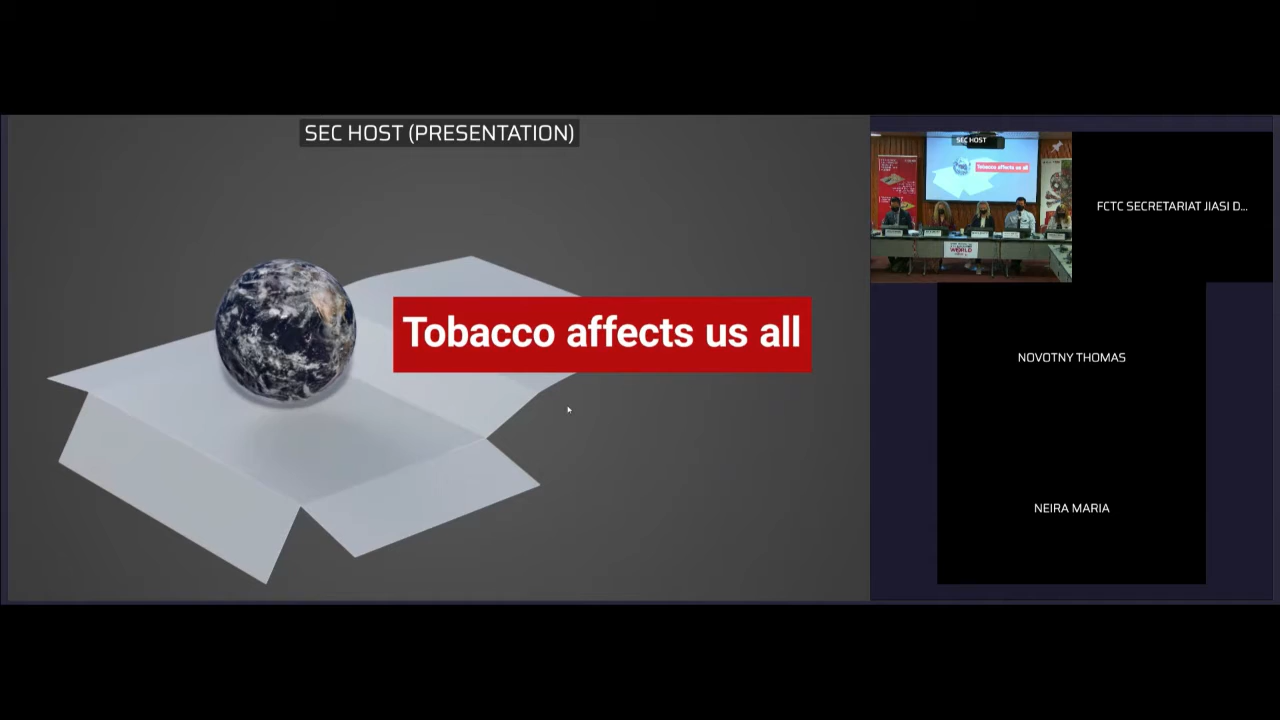 SEC HOST (PRESENTATION)
Tobacco affects us all
SEC HOST
Tobacco affects us all
WORLD
FCTC SECRETARIAT JIASI D...
NOVOTNY THOMAS
NEIRA MARIA